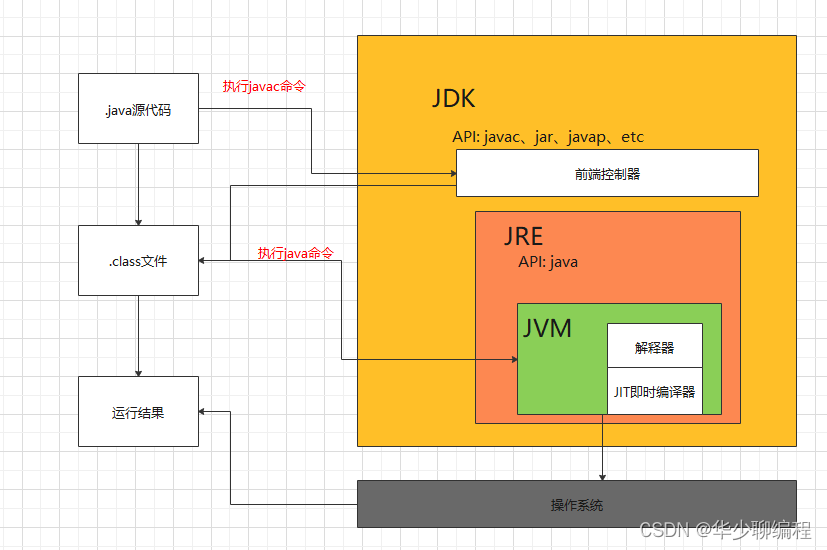 执行javac命令
.java源代码
JDK
API: javac、jar、javap、etc
前端控制器
JRE
API: java
执行java命令
.class文件
JVM
解释器
JIT即时编译器
运行结果
操作系统
CSDN @华少聊编程